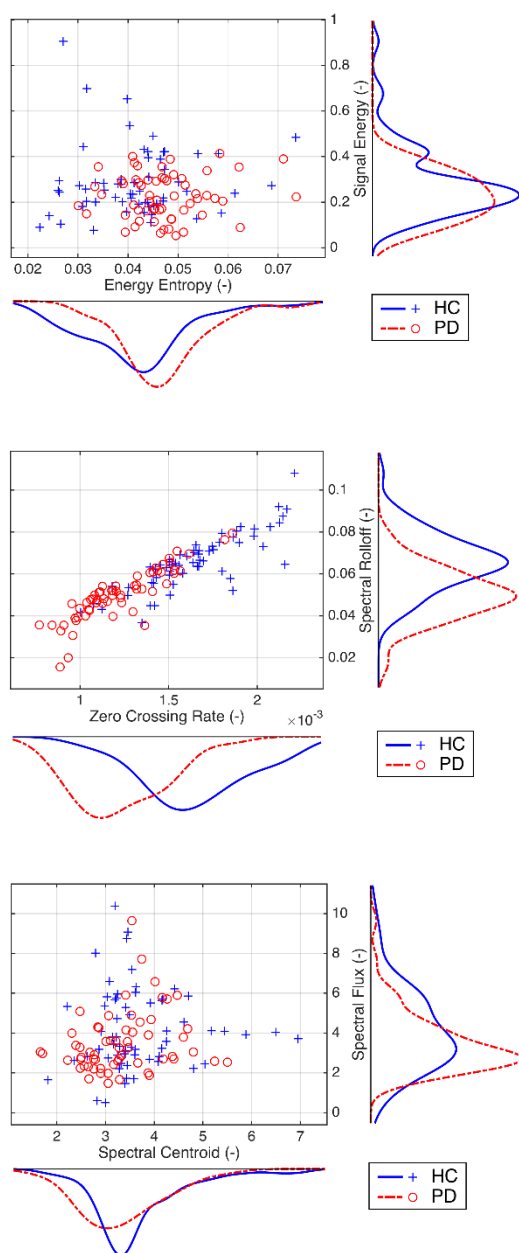 1
0.8
0.6
0.4
0.2
0
Signal Energy (-)
0.02 0.03 0.04 0.05 0.06 0.07
Energy Entropy (-)
HC
PD
0.1
0.08
0.06
0.04
0.02
Spectral Rolloff (-)
1 1.5 2
Zero Crossing Rate (-) ×10⁻³
HC
PD
10
8
6
4
2
0
Spectral Flux (-)
2 3 4 5 6 7
Spectral Centroid (-)
HC
PD